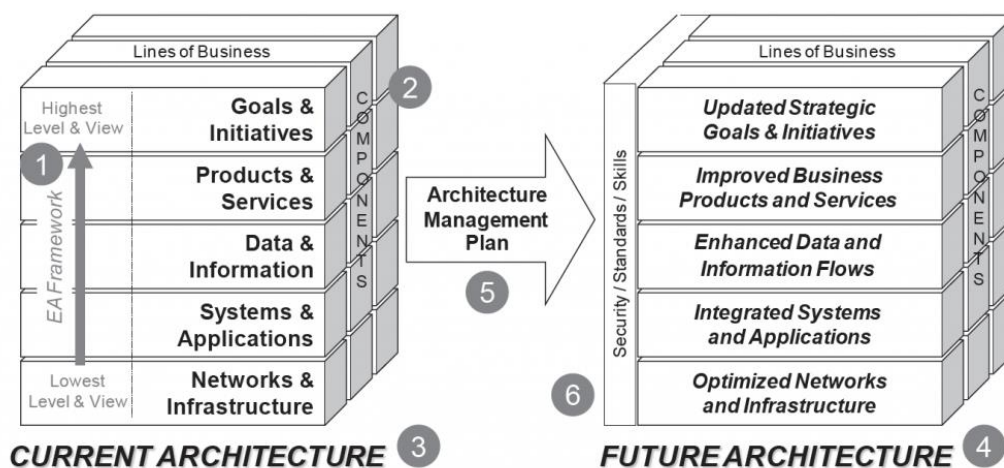 Lines of Business
Highest
Level & View
1
EA Framework
Lowest
Level & View
Goals &
Initiatives
Products &
Services
Data &
Information
Systems &
Applications
Networks &
Infrastructure
COMPONENTS
2
CURRENT ARCHITECTURE
3
Architecture
Management
Plan
5
Lines of Business
Security / Standards / Skills
Updated Strategic
Goals & Initiatives
Improved Business
Products and Services
Enhanced Data and
Information Flows
Integrated Systems
and Applications
Optimized Networks
and Infrastructure
COMPONENTS
6
FUTURE ARCHITECTURE
4